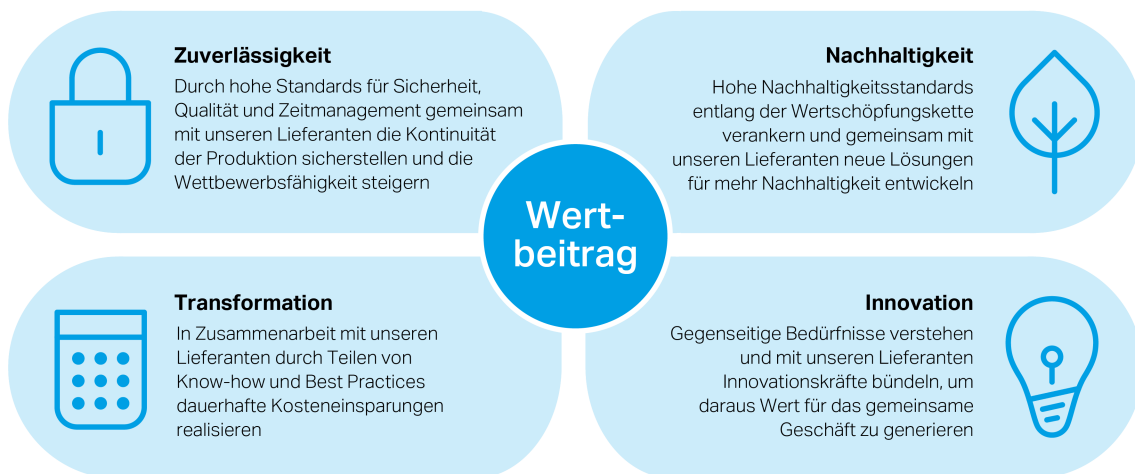 Zuverlässigkeit
Durch hohe Standards für Sicherheit,
Qualität und Zeitmanagement gemeinsam
mit unseren Lieferanten die Kontinuität
der Produktion sicherstellen und die
Wettbewerbsfähigkeit steigern
Nachhaltigkeit
Hohe Nachhaltigkeitsstandards
entlang der Wertschöpfungskette
verankern und gemeinsam mit
unseren Lieferanten neue Lösungen
für mehr Nachhaltigkeit entwickeln
Wert-
beitrag
Transformation
In Zusammenarbeit mit unseren
Lieferanten durch Teilen von
Know-how und Best Practices
dauerhafte Kosteneinsparungen
realisieren
Innovation
Gegenseitige Bedürfnisse verstehen
und mit unseren Lieferanten
Innovationskräfte bündeln, um
daraus Wert für das gemeinsame
Geschäft zu generieren